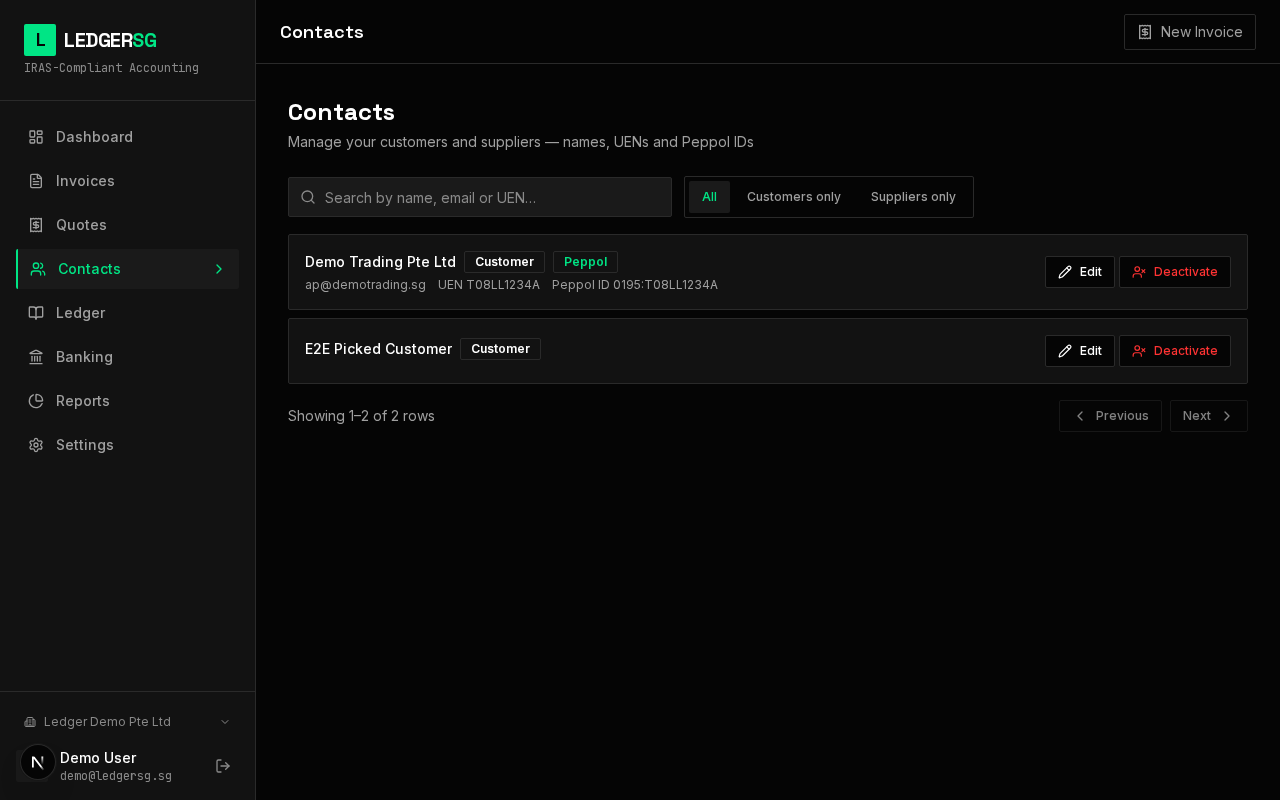 L LEDGERSG
IRAS-Compliant Accounting
Dashboard
Invoices
Quotes
Contacts
Ledger
Banking
Reports
Settings
Ledger Demo Pte Ltd
N Demo User
demo@ledgersg.sg
Contacts
New Invoice
Contacts
Manage your customers and suppliers — names, UENs and Peppol IDs
Search by name, email or UEN...
All Customers only Suppliers only
Demo Trading Pte Ltd Customer Peppol
ap@demotrading.sg UEN T08LL1234A Peppol ID 0195:T08LL1234A
Edit Deactivate
E2E Picked Customer Customer
Edit Deactivate
Showing 1–2 of 2 rows
Previous Next